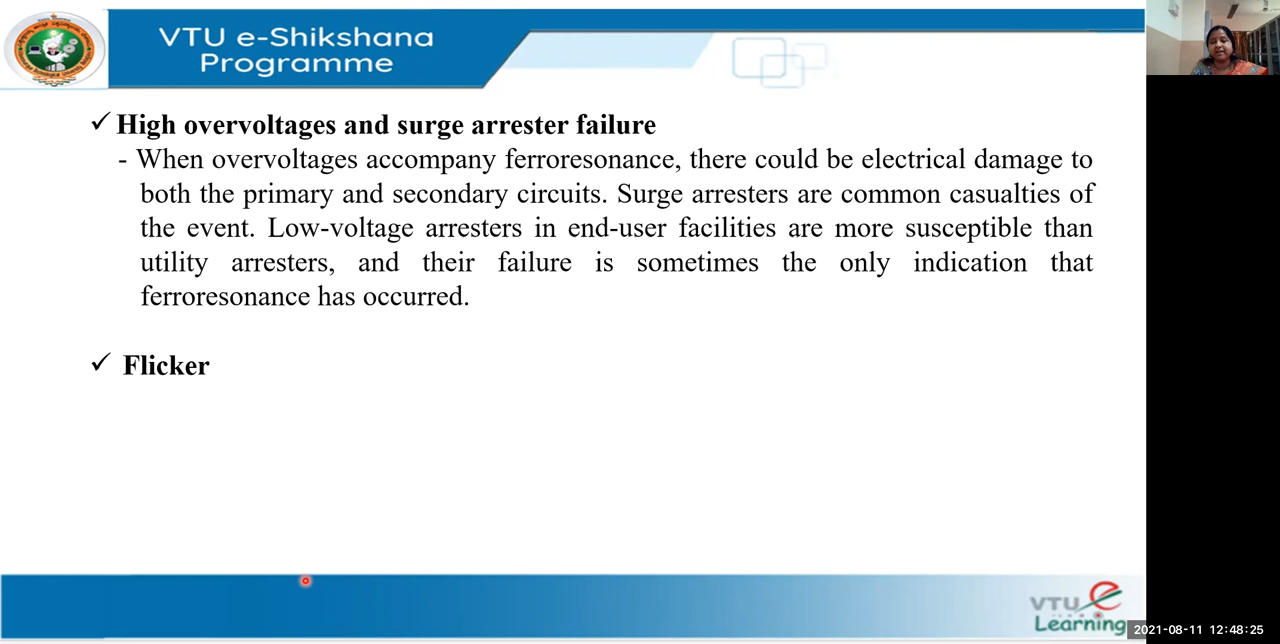 VTU e-Shikshana
Programme
✓ High overvoltages and surge arrester failure
- When overvoltages accompany ferroresonance, there could be electrical damage to
both the primary and secondary circuits. Surge arresters are common casualties of
the event. Low-voltage arresters in end-user facilities are more susceptible than
utility arresters, and their failure is sometimes the only indication that
ferroresonance has occurred.
✓ Flicker
VTU e
Learning
2021-08-11 12:48:25